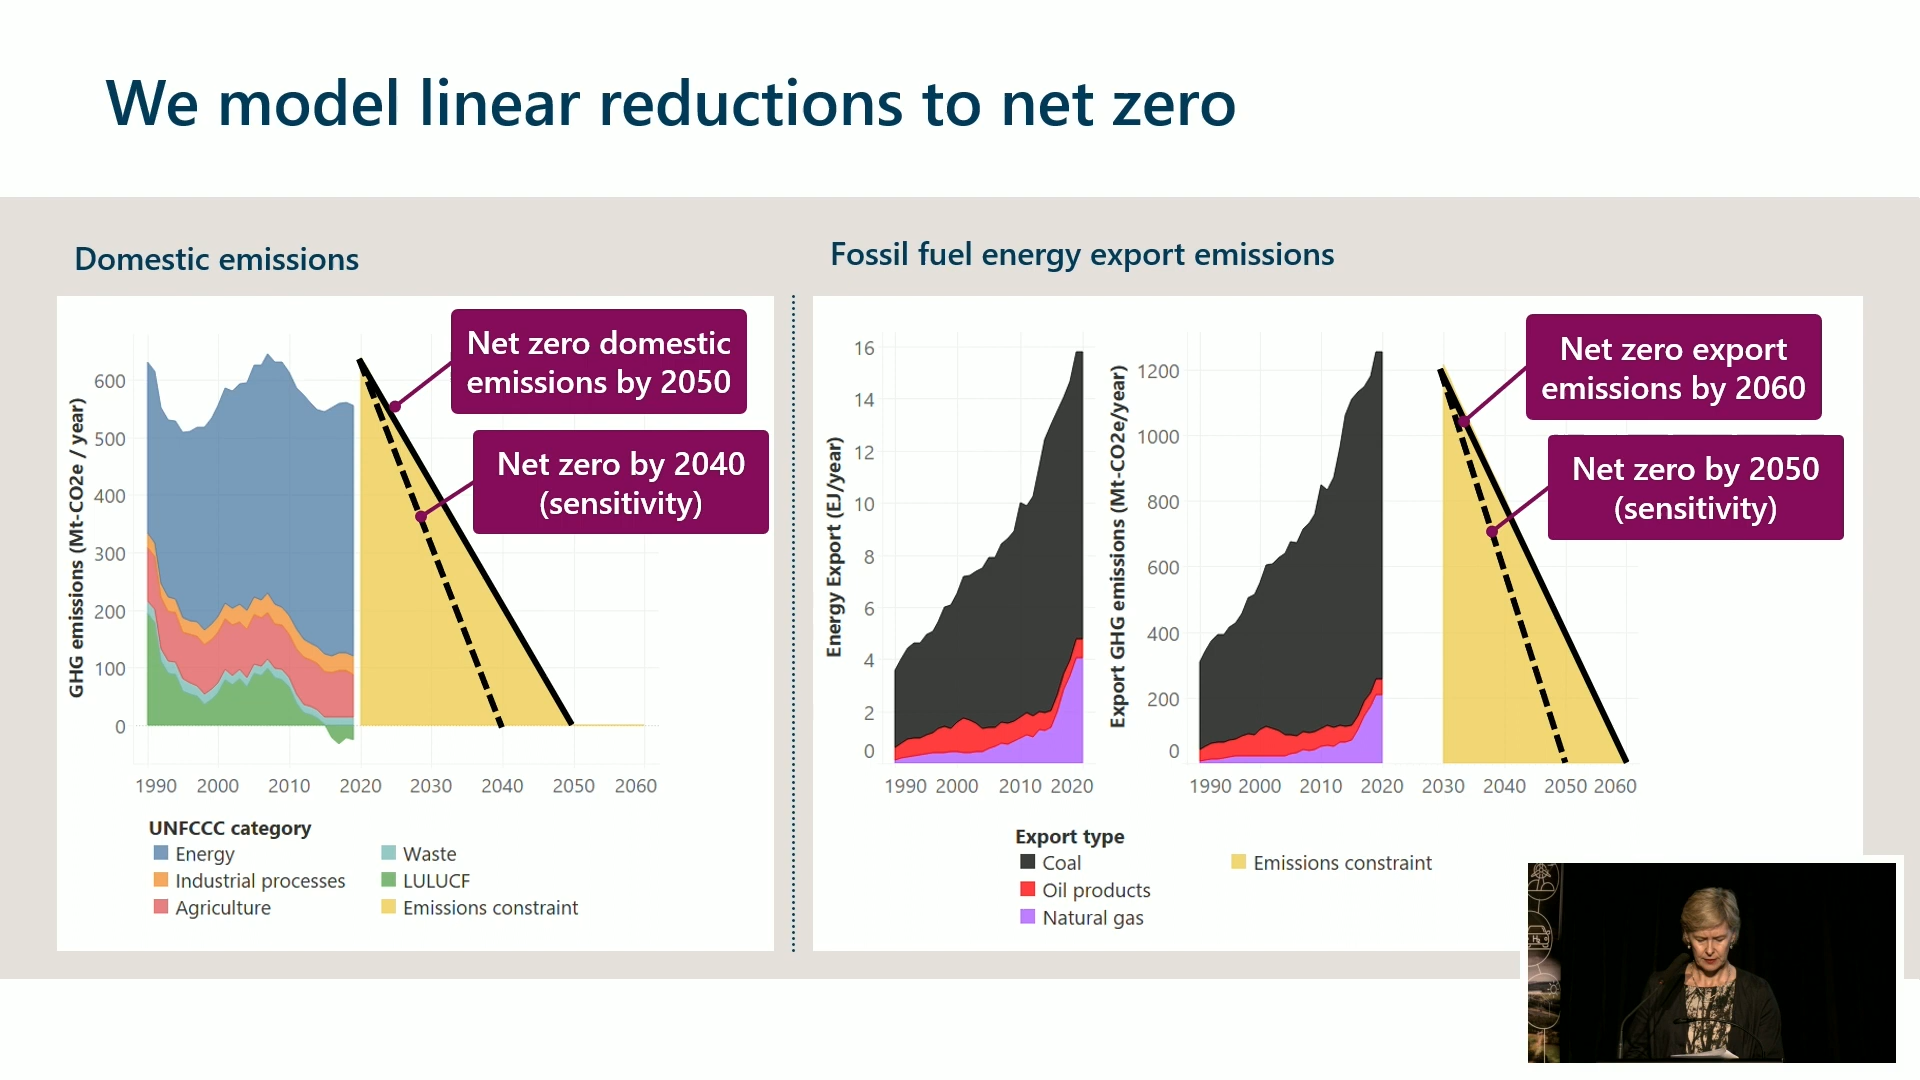 We model linear reductions to net zero
Domestic emissions
Net zero domestic
emissions by 2050
Net zero by 2040
(sensitivity)
GHG emissions (Mt-CO2e / year)
600
500
400
300
200
100
0
1990 2000 2010 2020 2030 2040 2050 2060
UNFCCC category
Energy
Industrial processes
Agriculture
Waste
LULUCF
Emissions constraint
Fossil fuel energy export emissions
Energy Export (EJ/year)
16
14
12
10
8
6
4
2
0
1990 2000 2010 2020
Export GHG emissions (Mt-CO2e/year)
1200
1000
800
600
400
200
0
1990 2000 2010 2020 2030 2040 2050 2060
Net zero export
emissions by 2060
Net zero by 2050
(sensitivity)
Export type
Coal
Oil products
Natural gas
Emissions constraint